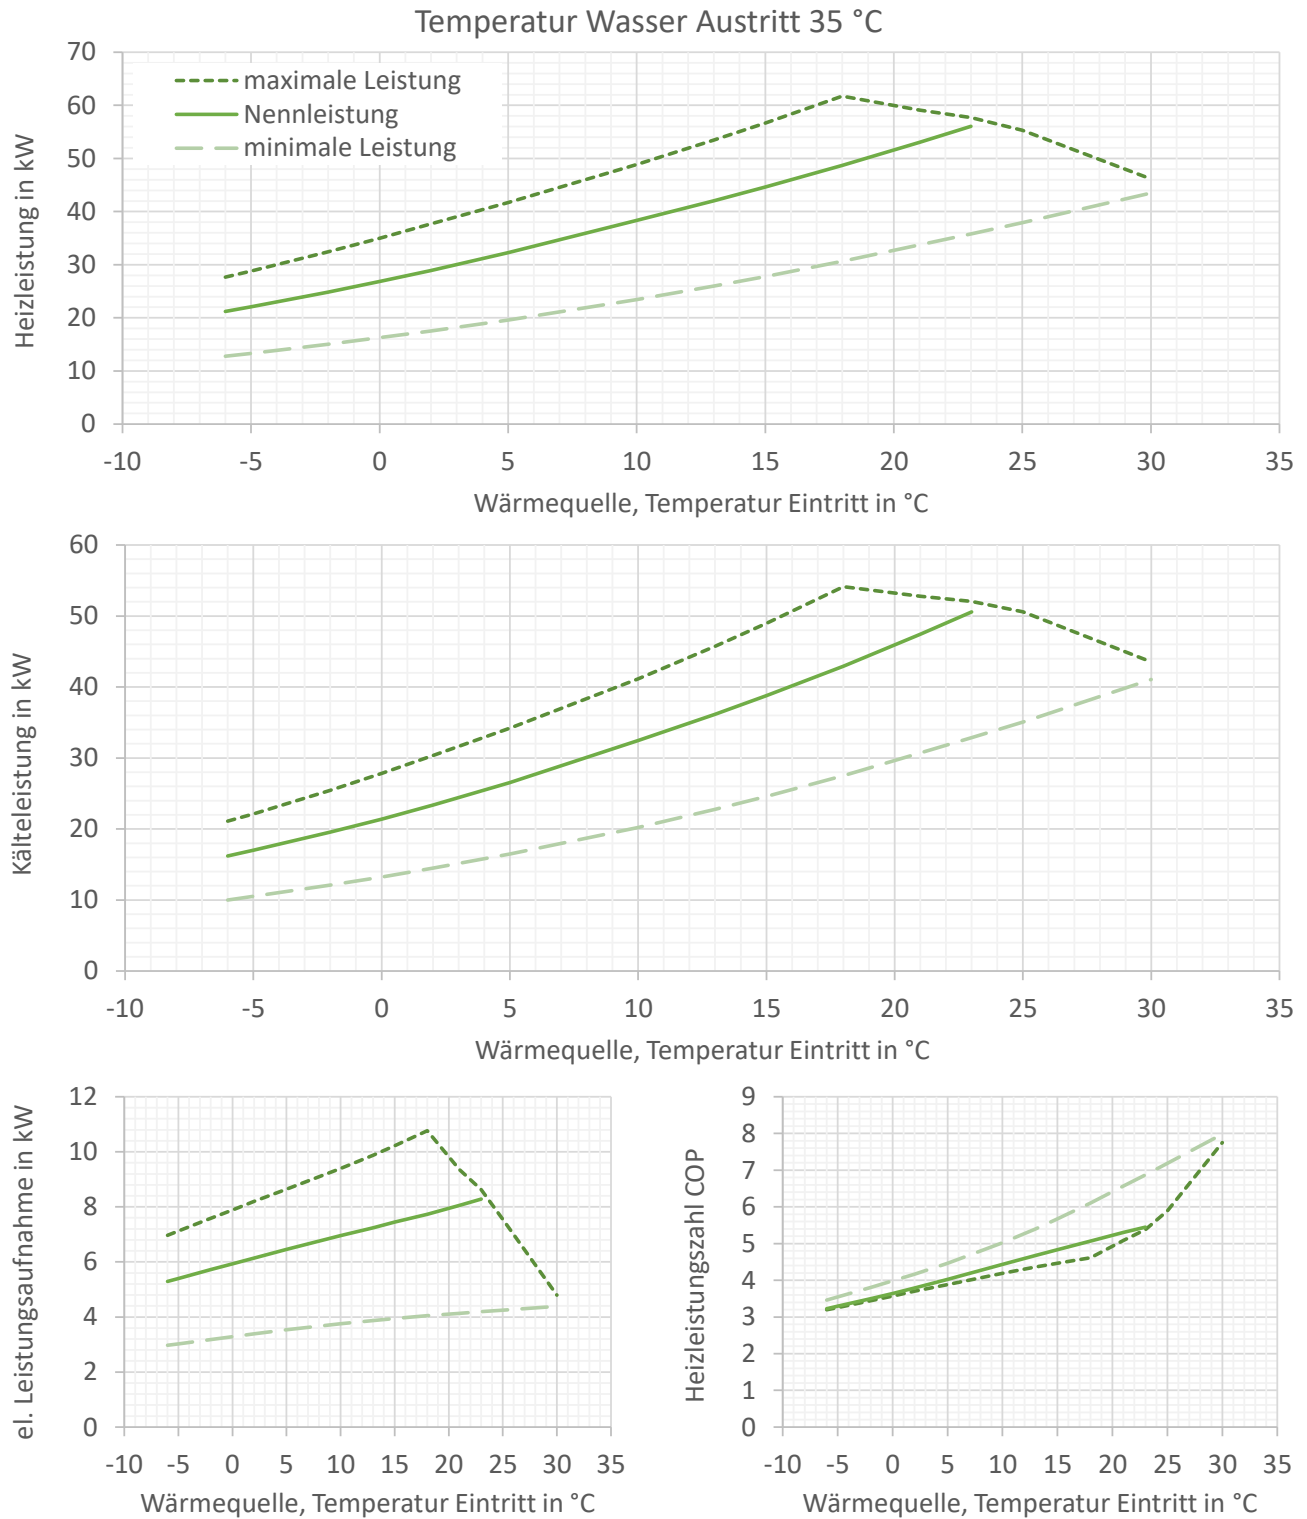 Temperatur Wasser Austritt 35 °C
70
60
50
40
30
20
10
0
Heizleistung in kW
maximale Leistung
Nennleistung
minimale Leistung
-10 -5 0 5 10 15 20 25 30 35
Wärmequelle, Temperatur Eintritt in °C
60
50
40
30
20
10
0
Kälteleistung in kW
-10 -5 0 5 10 15 20 25 30 35
Wärmequelle, Temperatur Eintritt in °C
12
10
8
6
4
2
0
el. Leistungsaufnahme in kW
-10 -5 0 5 10 15 20 25 30 35
Wärmequelle, Temperatur Eintritt in °C
9
8
7
6
5
4
3
2
1
0
Heizleistungszahl COP
-10 -5 0 5 10 15 20 25 30 35
Wärmequelle, Temperatur Eintritt in °C